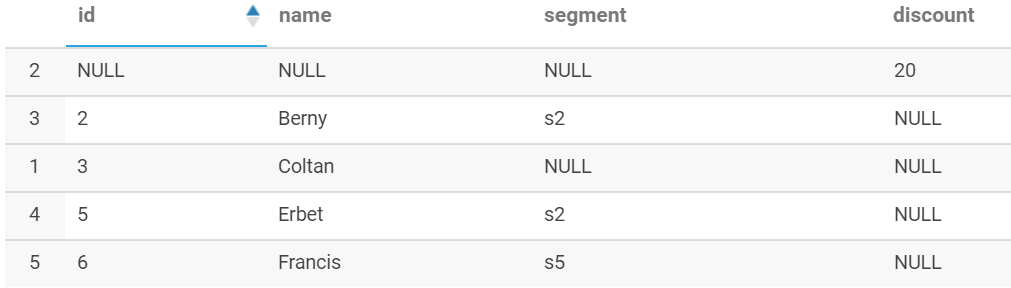 id name segment discount
2 NULL NULL NULL 20
3 2 Berny s2 NULL
1 3 Coltan NULL NULL
4 5 Erbet s2 NULL
5 6 Francis s5 NULL